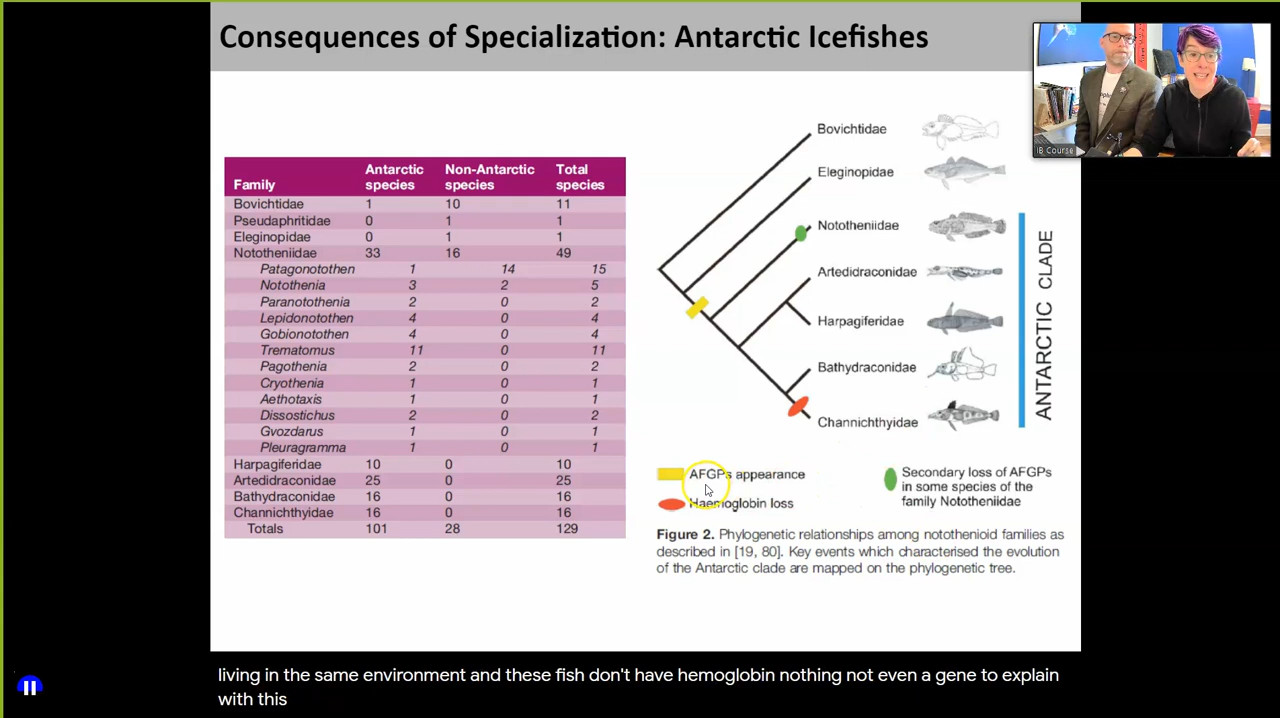 Consequences of Specialization: Antarctic Icefishes
IB Course
Family Antarctic species Non-Antarctic species Total species
Bovichtidae 1 10 11
Pseudaphritidae 0 1 1
Eleginopidae 0 1 1
Nototheniidae 33 16 49
Patagonotothen 1 14 15
Notothenia 3 2 5
Paranotothenia 2 0 2
Lepidonotothen 4 0 4
Gobionotothen 4 0 4
Trematomus 11 0 11
Pagothenia 2 0 2
Cryothenia 1 0 1
Aethotaxis 1 0 1
Dissostichus 2 0 2
Gvozdarus 1 0 1
Pleuragramma 1 0 1
Harpagiferidae 10 0 10
Artedidraconidae 25 0 25
Bathydraconidae 16 0 16
Channichthyidae 16 0 16
Totals 101 28 129
Bovichtidae
Eleginopidae
Nototheniidae
Artedidraconidae
Harpagiferidae
Bathydraconidae
Channichthyidae
ANTARCTIC CLADE
AFGPs appearance
Haemoglobin loss
Secondary loss of AFGPs
in some species of the
family Nototheniidae
Figure 2. Phylogenetic relationships among notothenioid families as
described in [19, 80]. Key events which characterised the evolution
of the Antarctic clade are mapped on the phylogenetic tree.
living in the same environment and these fish don't have hemoglobin nothing not even a gene to explain
with this